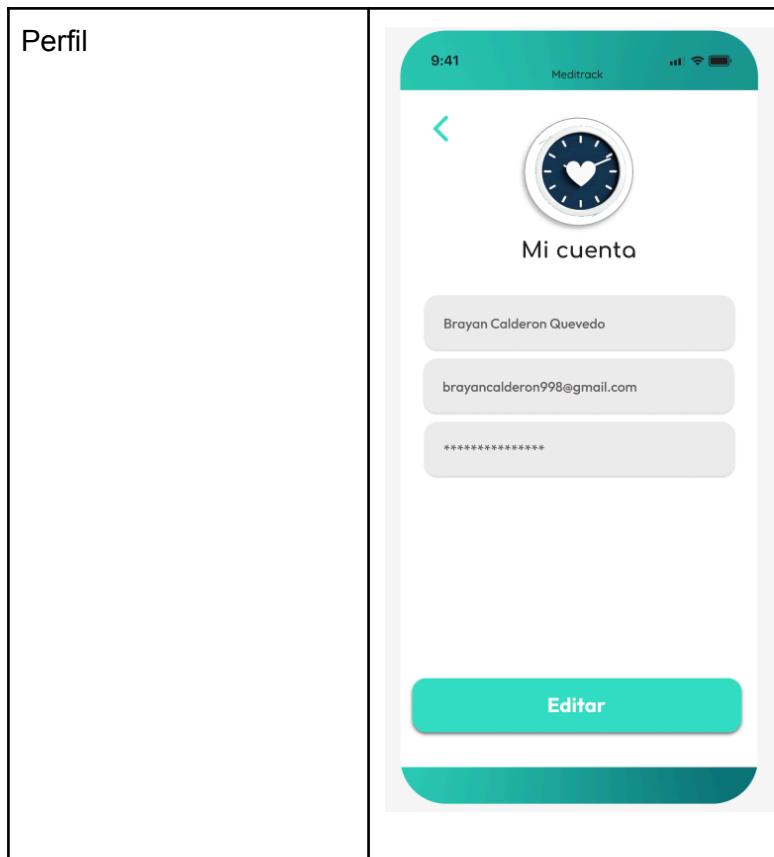 Perfil
9:41
Meditrack
Mi cuenta
Brayan Calderon Quevedo
brayancalderon998@gmail.com
***************
Editar